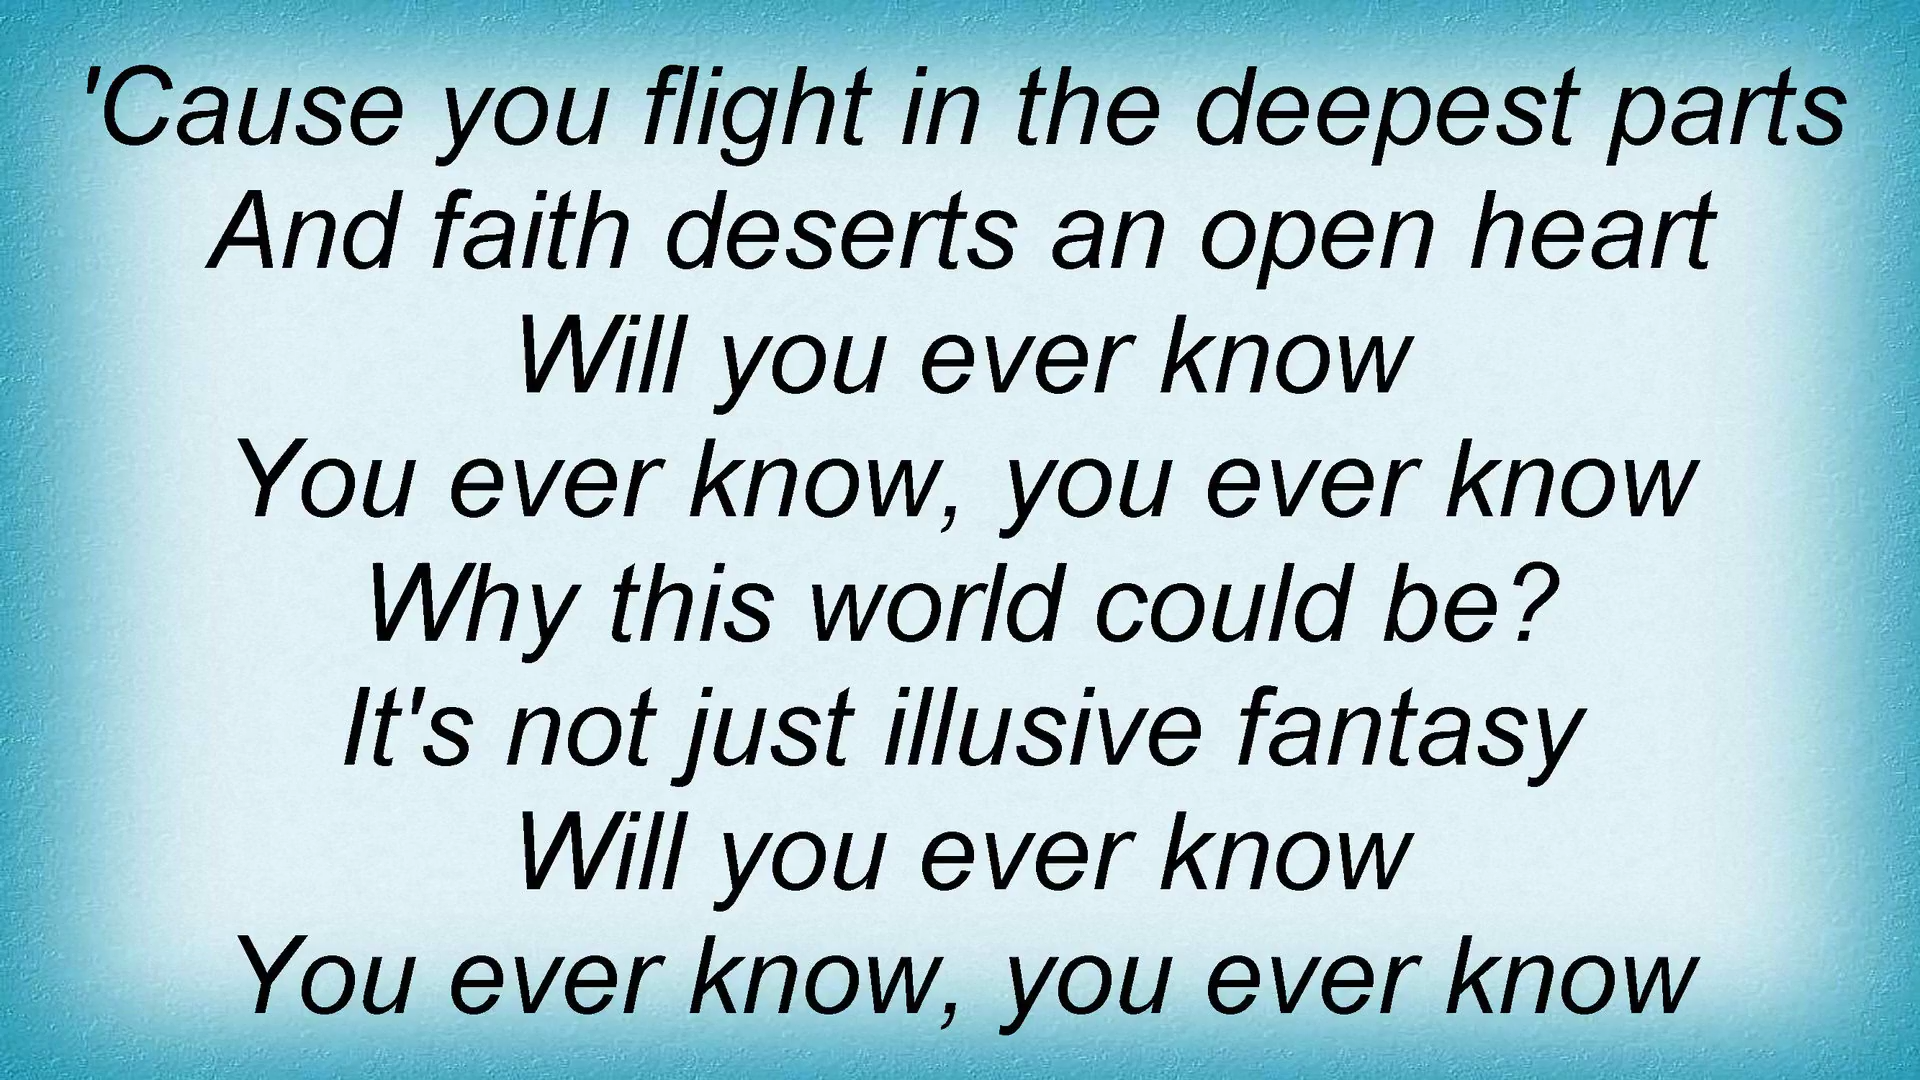 'Cause you flight in the deepest parts
And faith deserts an open heart
Will you ever know
You ever know, you ever know
Why this world could be?
It's not just illusive fantasy
Will you ever know
You ever know, you ever know